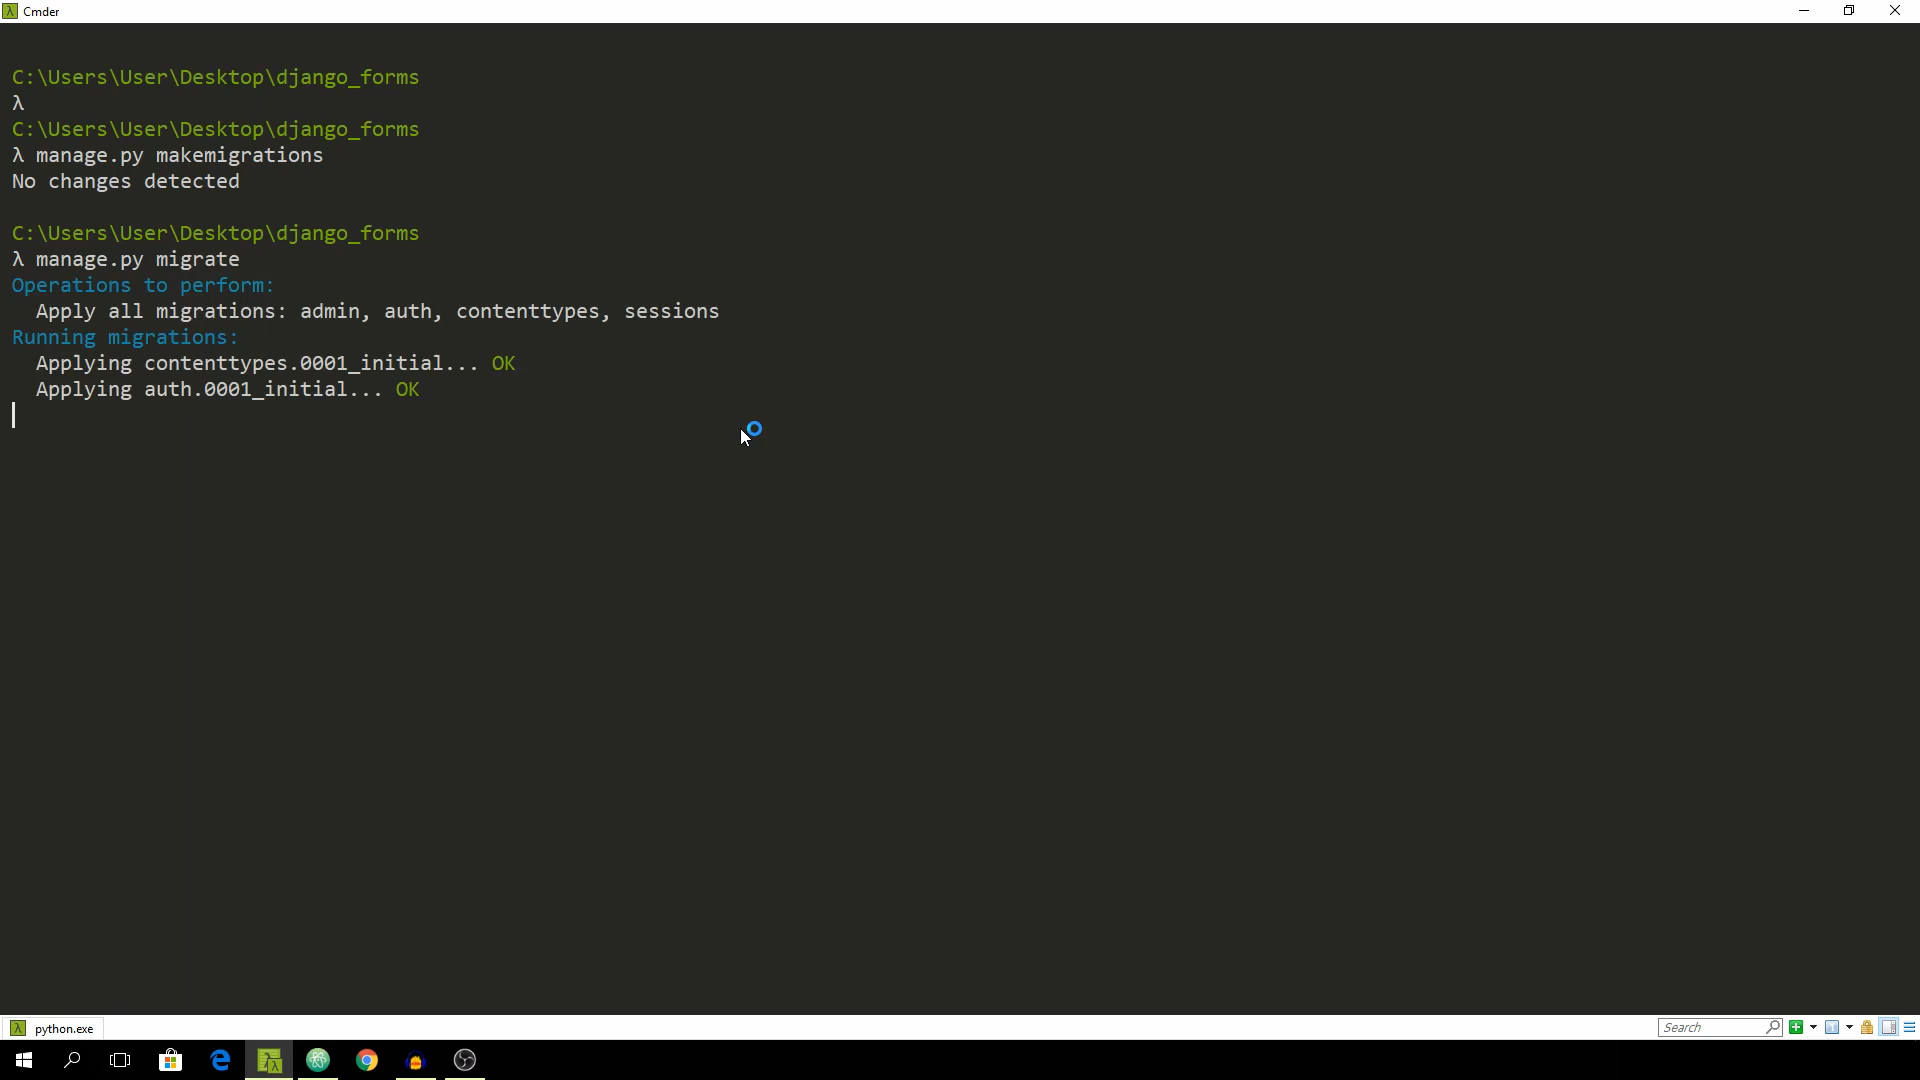 Cmder
C:\Users\User\Desktop\django_forms
λ
C:\Users\User\Desktop\django_forms
λ manage.py makemigrations
No changes detected
C:\Users\User\Desktop\django_forms
λ manage.py migrate
Operations to perform:
Apply all migrations: admin, auth, contenttypes, sessions
Running migrations:
Applying contenttypes.0001_initial... OK
Applying auth.0001_initial... OK
python.exe
Search